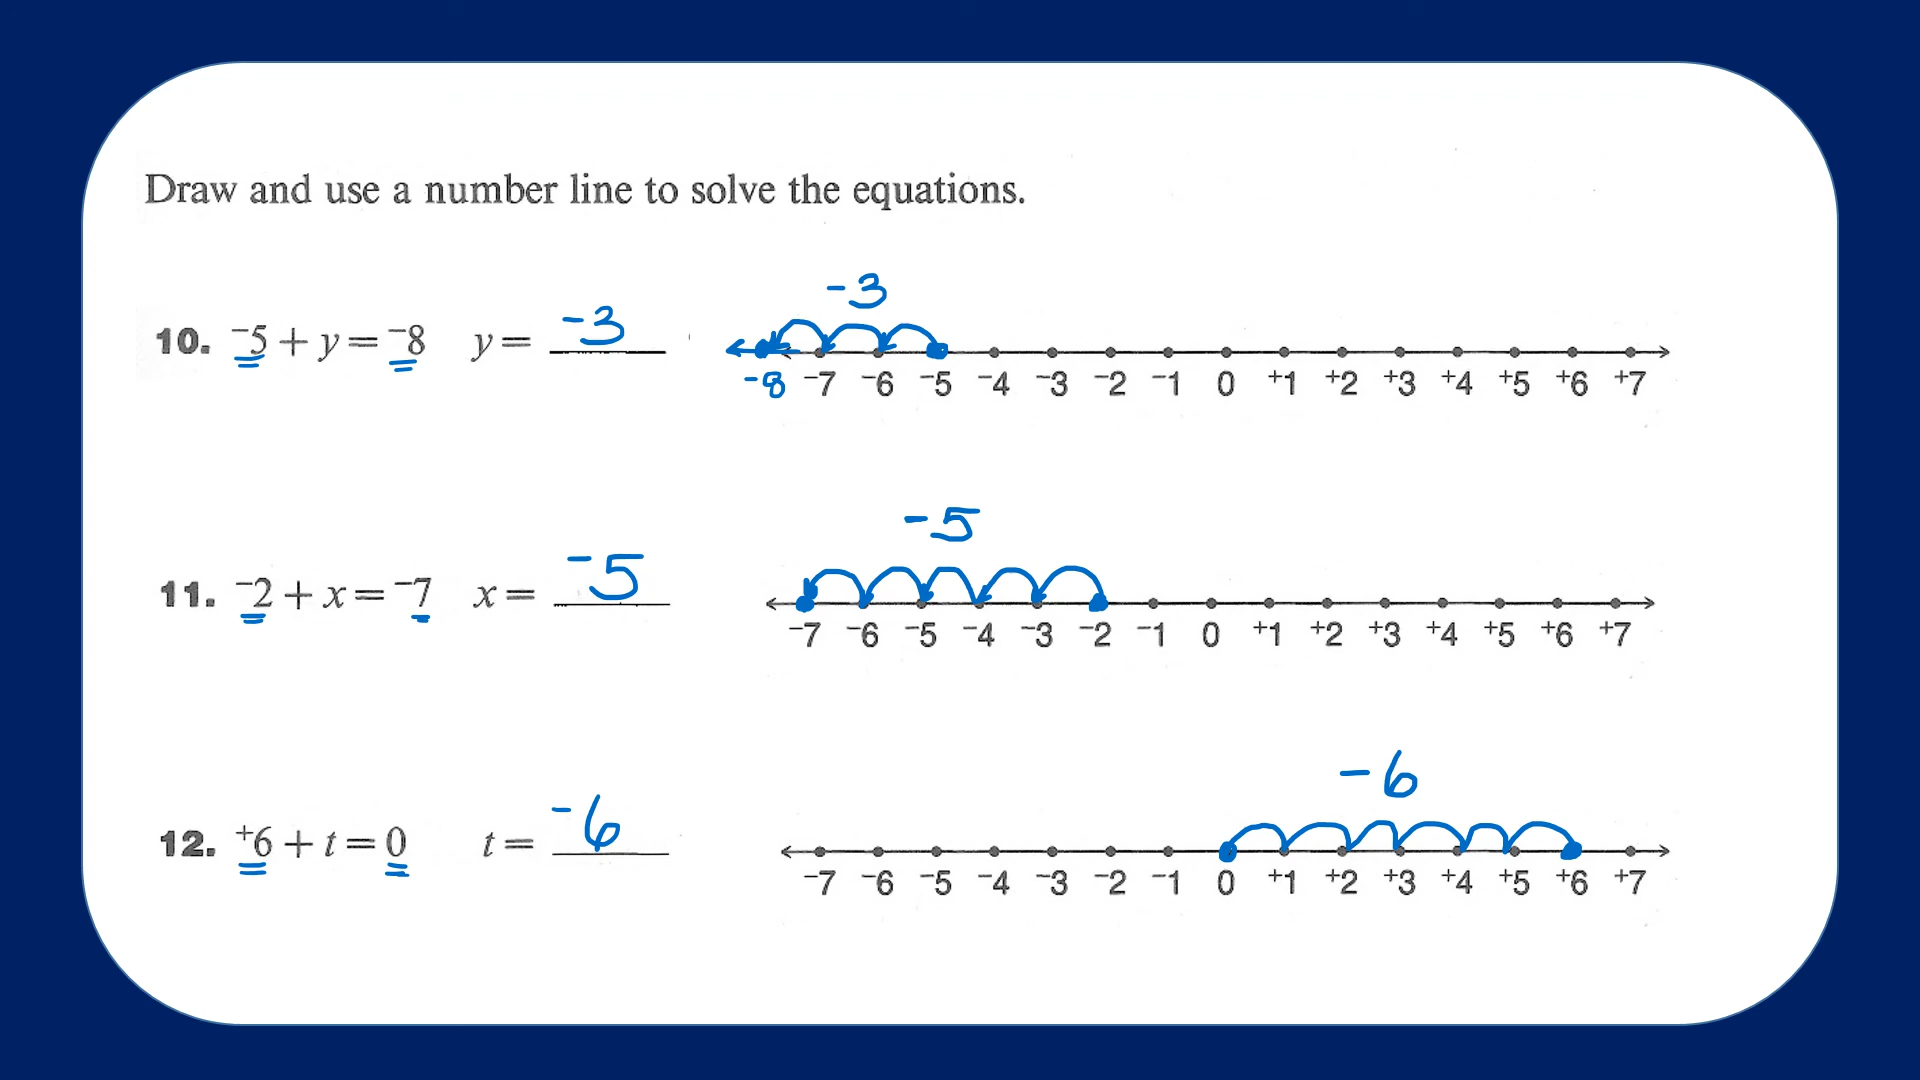 Draw and use a number line to solve the equations.
-3
10. ⁻5 + y = ⁻8 y = -3
-8 ⁻7 ⁻6 ⁻5 ⁻4 ⁻3 ⁻2 ⁻1 0 ⁺1 ⁺2 ⁺3 ⁺4 ⁺5 ⁺6 ⁺7
-5
11. ⁻2 + x = ⁻7 x = -5
⁻7 ⁻6 ⁻5 ⁻4 ⁻3 ⁻2 ⁻1 0 ⁺1 ⁺2 ⁺3 ⁺4 ⁺5 ⁺6 ⁺7
-6
12. ⁺6 + t = 0 t = -6
⁻7 ⁻6 ⁻5 ⁻4 ⁻3 ⁻2 ⁻1 0 ⁺1 ⁺2 ⁺3 ⁺4 ⁺5 ⁺6 ⁺7